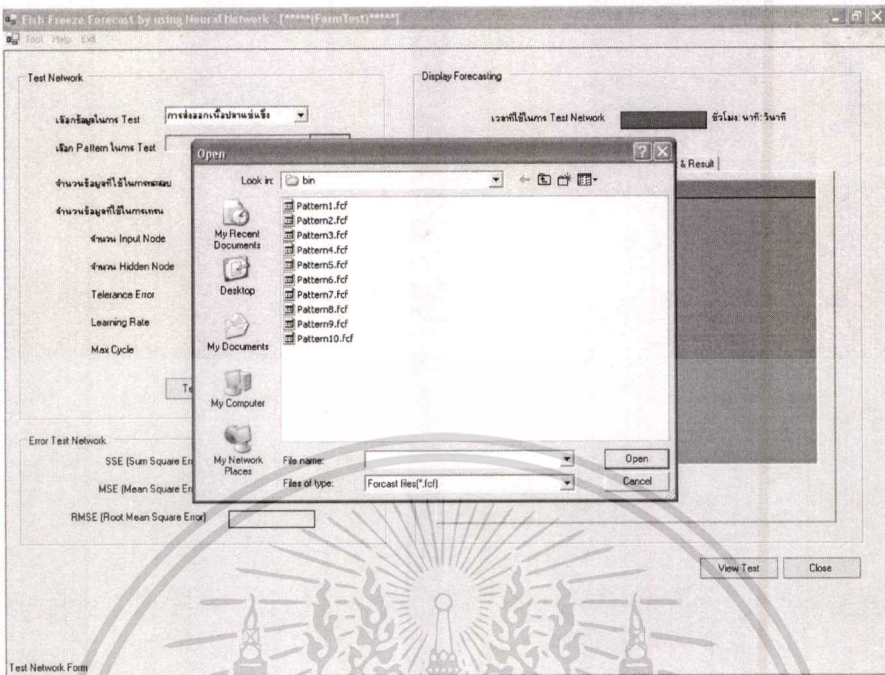 Fish Freeze Forecast by using Neural Network - [*****(FormTest)*****]
Tool Help Exit
Test Network
Display Forecasting
เลือกข้อมูลในการ Test
การส่งออกเนื้อปลาแช่แข็ง
เวลาที่ใช้ในการ Test Network
ชั่วโมง: นาที: วินาที
เลือก Pattern ในการ Test
& Result
จำนวนข้อมูลที่ใช้ในการทดสอบ
จำนวนข้อมูลที่ใช้ในการเทรน
จำนวน Input Node
จำนวน Hidden Node
Telerance Error
Learning Rate
Max Cycle
Te
Open
Look in: bin
My Recent Documents
Desktop
My Documents
My Computer
My Network Places
Pattern1.fcf
Pattern2.fcf
Pattern3.fcf
Pattern4.fcf
Pattern5.fcf
Pattern6.fcf
Pattern7.fcf
Pattern8.fcf
Pattern9.fcf
Pattern10.fcf
File name:
Open
Files of type: Forcast files(*.fcf)
Cancel
Error Test Network
SSE (Sum Square Err
MSE (Mean Square Err
RMSE (Root Mean Square Error)
View Test
Close
Test Network Form